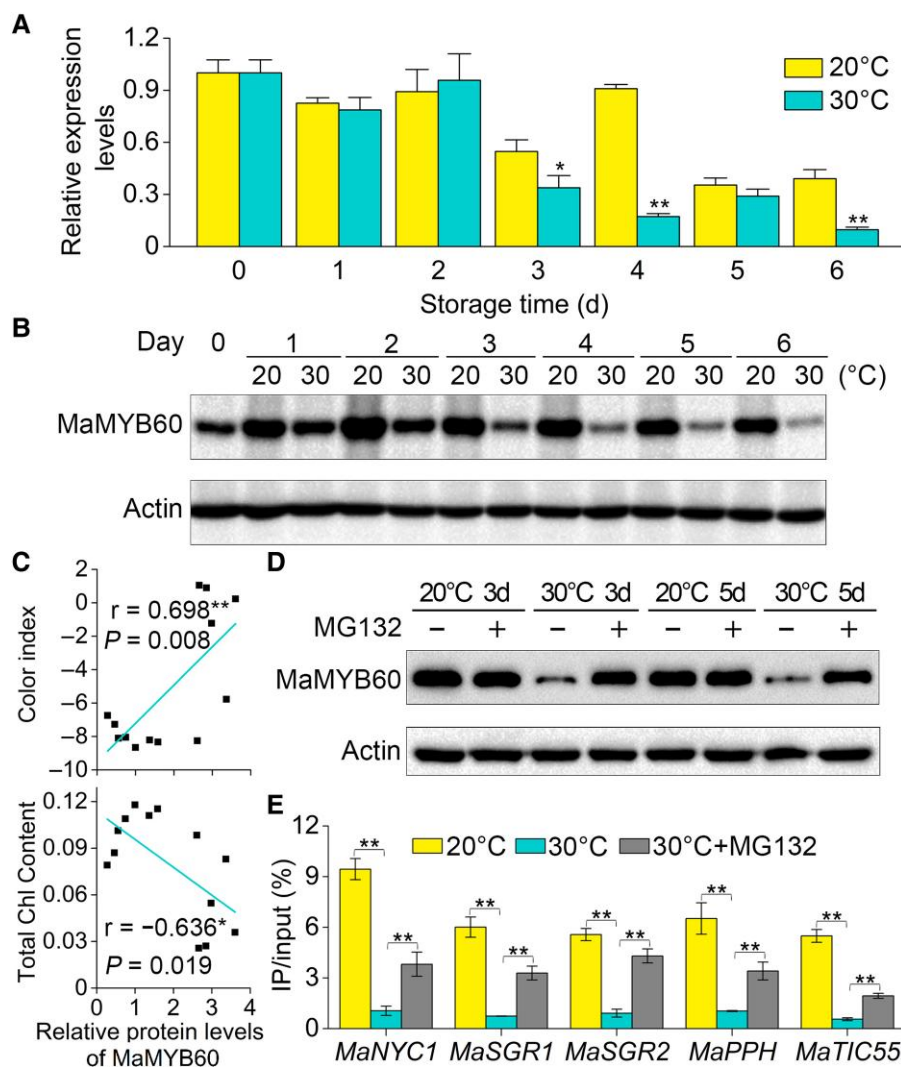 A
Relative expression levels
1.2
0.9
0.6
0.3
0
20°C
30°C
*
**
**
0 1 2 3 4 5 6
Storage time (d)
B
Day 0 1 2 3 4 5 6
20 30 20 30 20 30 20 30 20 30 20 30 (°C)
MaMYB60
Actin
C
Color index
2
0
−2
−4
−6
−8
−10
r = 0.698**
P = 0.008
Total Chl Content
0.12
0.09
0.06
0.03
0
r = −0.636*
P = 0.019
0 1 2 3 4
Relative protein levels
of MaMYB60
D
20°C 3d 30°C 3d 20°C 5d 30°C 5d
MG132 − + − + − + − +
MaMYB60
Actin
E
IP/input (%)
12
9
6
3
0
20°C 30°C 30°C+MG132
** ** ** ** ** ** ** ** ** **
MaNYC1 MaSGR1 MaSGR2 MaPPH MaTIC55